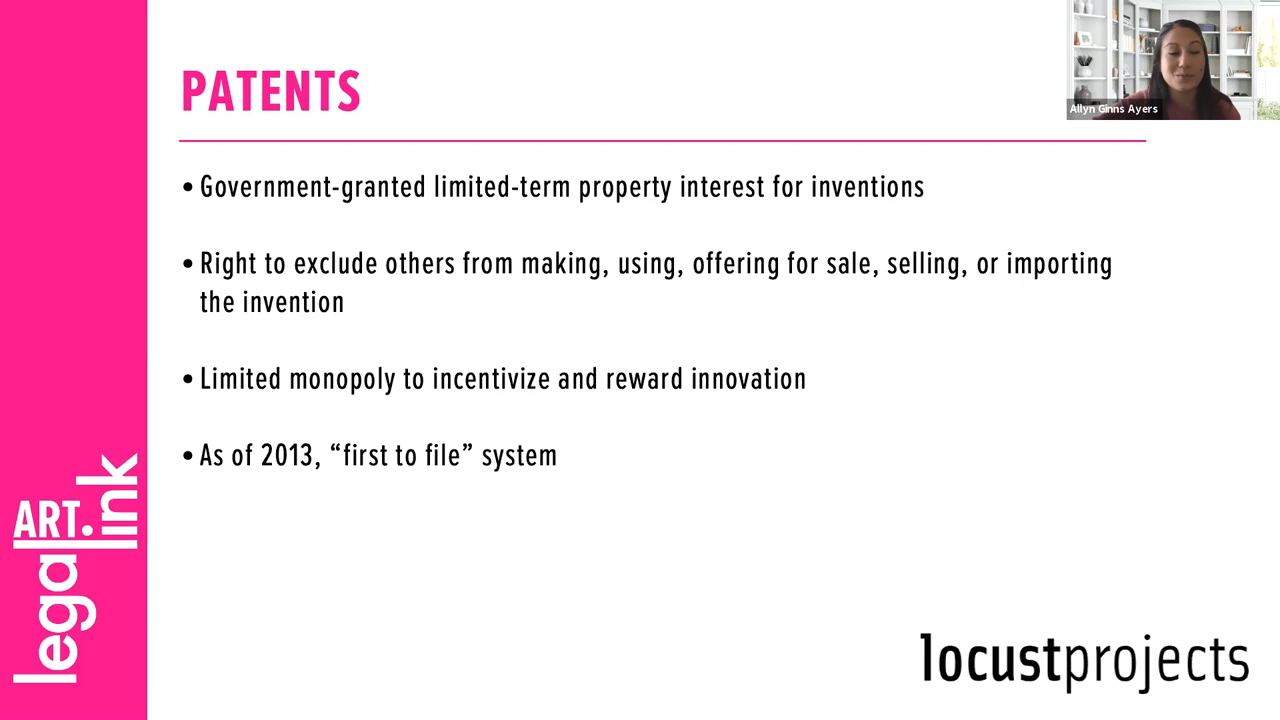 PATENTS
Allyn Ginns Ayers
• Government-granted limited-term property interest for inventions
• Right to exclude others from making, using, offering for sale, selling, or importing
the invention
• Limited monopoly to incentivize and reward innovation
• As of 2013, “first to file” system
legal
ART.
link
locustprojects